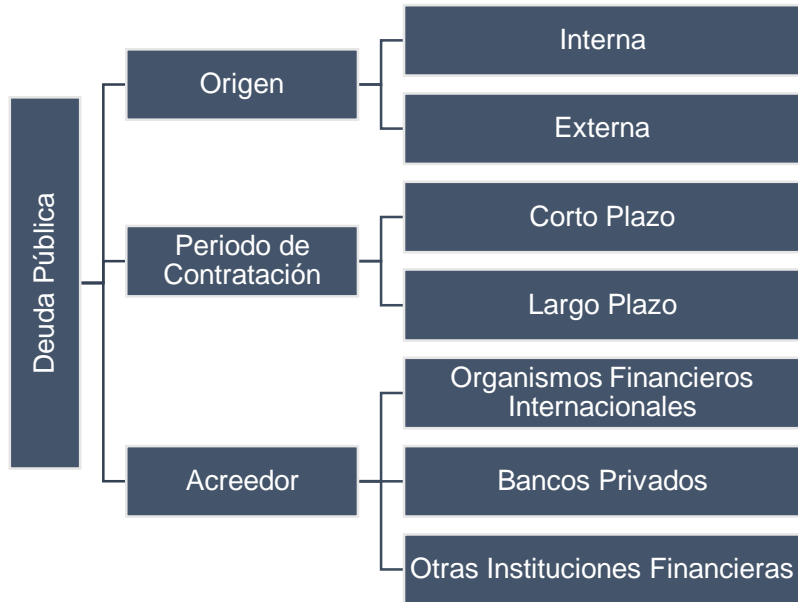 Deuda Pública
Origen
Interna
Externa
Periodo de
Contratación
Corto Plazo
Largo Plazo
Acreedor
Organismos Financieros
Internacionales
Bancos Privados
Otras Instituciones Financieras